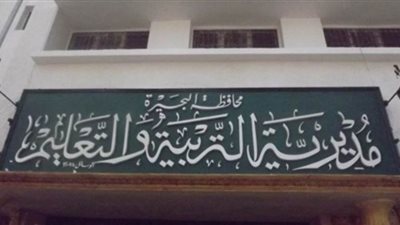 محافظة البحيرة
مديرية التربية والتعليم